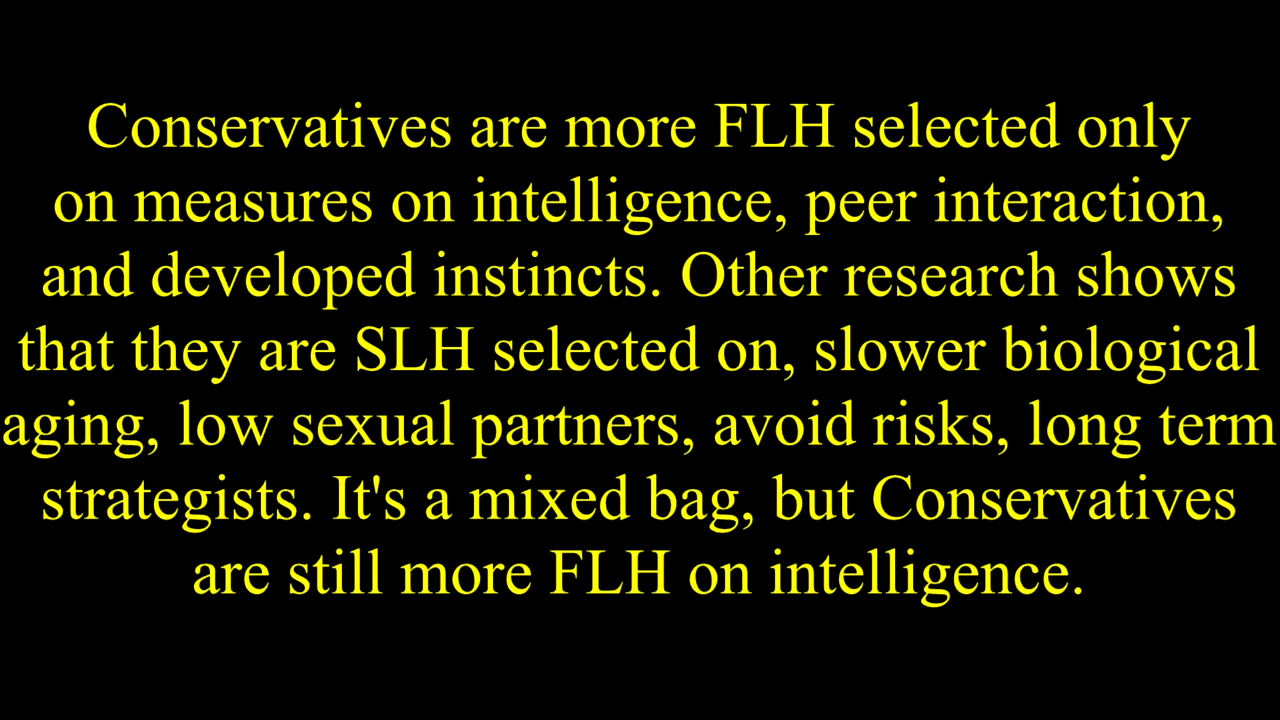 Conservatives are more FLH selected only
on measures on intelligence, peer interaction,
and developed instincts. Other research shows
that they are SLH selected on, slower biological
aging, low sexual partners, avoid risks, long term
strategists. It's a mixed bag, but Conservatives
are still more FLH on intelligence.